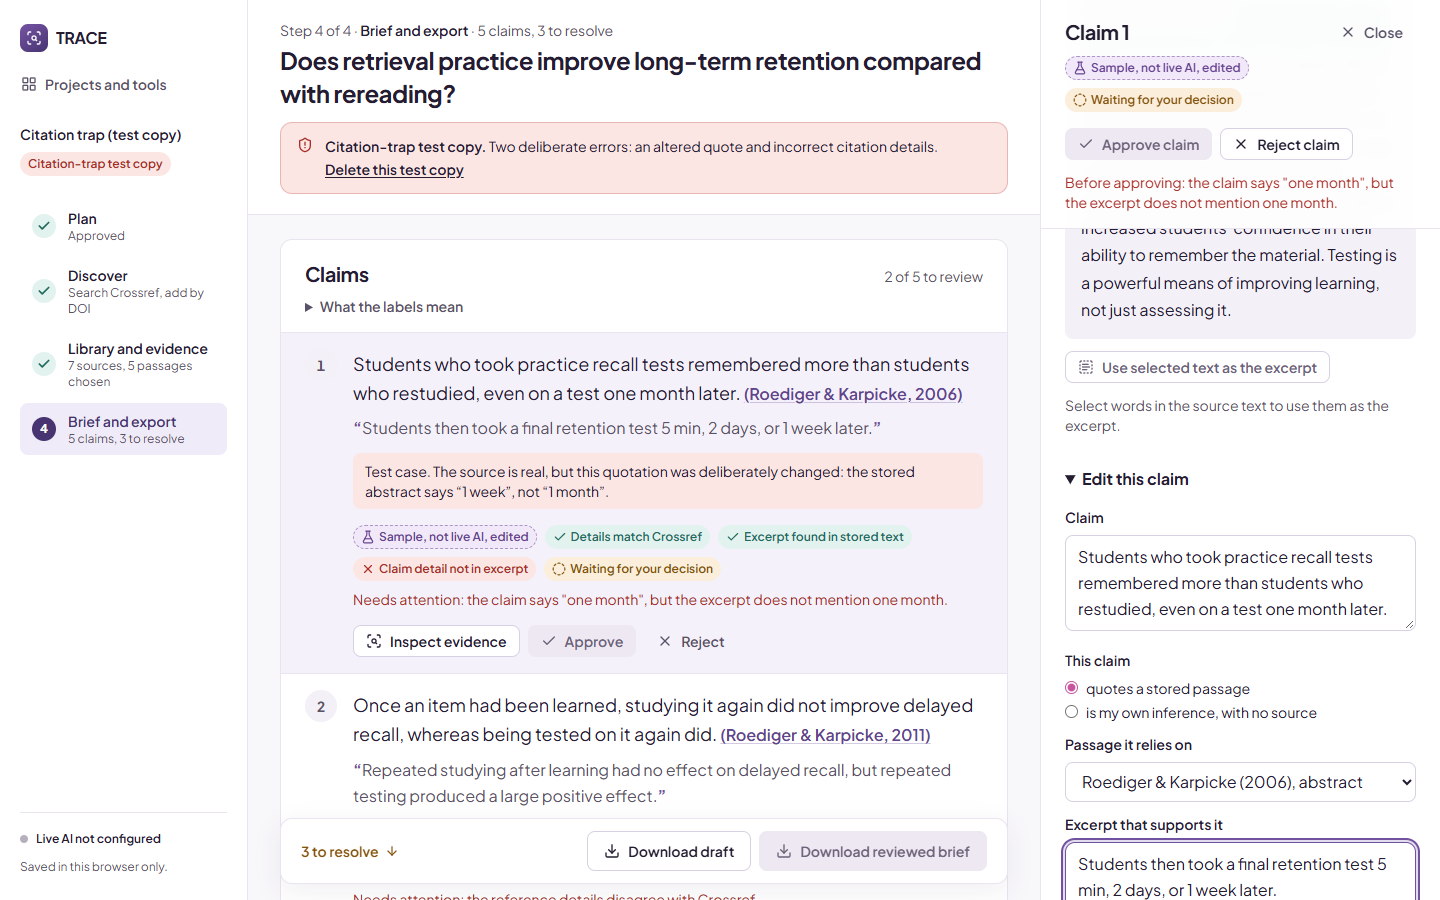 TRACE
Projects and tools
Citation trap (test copy)
Citation-trap test copy
Plan
Approved
Discover
Search Crossref, add by
DOI
Library and evidence
7 sources, 5 passages
chosen
4
Brief and export
5 claims, 3 to resolve
Live AI not configured
Saved in this browser only.
Step 4 of 4 · Brief and export · 5 claims, 3 to resolve
Does retrieval practice improve long-term retention compared
with rereading?
Citation-trap test copy. Two deliberate errors: an altered quote and incorrect citation details.
Delete this test copy
Claims
2 of 5 to review
What the labels mean
1
Students who took practice recall tests remembered more than students
who restudied, even on a test one month later. (Roediger & Karpicke, 2006)
“Students then took a final retention test 5 min, 2 days, or 1 week later.”
Test case. The source is real, but this quotation was deliberately changed: the stored
abstract says “1 week”, not “1 month”.
Sample, not live AI, edited
Details match Crossref
Excerpt found in stored text
Claim detail not in excerpt
Waiting for your decision
Needs attention: the claim says "one month", but the excerpt does not mention one month.
Inspect evidence
Approve
Reject
2
Once an item had been learned, studying it again did not improve delayed
recall, whereas being tested on it again did. (Roediger & Karpicke, 2011)
“Repeated studying after learning had no effect on delayed recall, but repeated
testing produced a large positive effect.”
3 to resolve
Download draft
Download reviewed brief
Needs attention: the reference details disagree with Crossref
Claim 1
Close
Sample, not live AI, edited
Waiting for your decision
Approve claim
Reject claim
Before approving: the claim says "one month", but
the excerpt does not mention one month.
increased students' confidence in their
ability to remember the material. Testing is
a powerful means of improving learning,
not just assessing it.
Use selected text as the excerpt
Select words in the source text to use them as the
excerpt.
Edit this claim
Claim
Students who took practice recall tests
remembered more than students who
restudied, even on a test one month later.
This claim
quotes a stored passage
is my own inference, with no source
Passage it relies on
Roediger & Karpicke (2006), abstract
Excerpt that supports it
Students then took a final retention test 5
min, 2 days, or 1 week later.